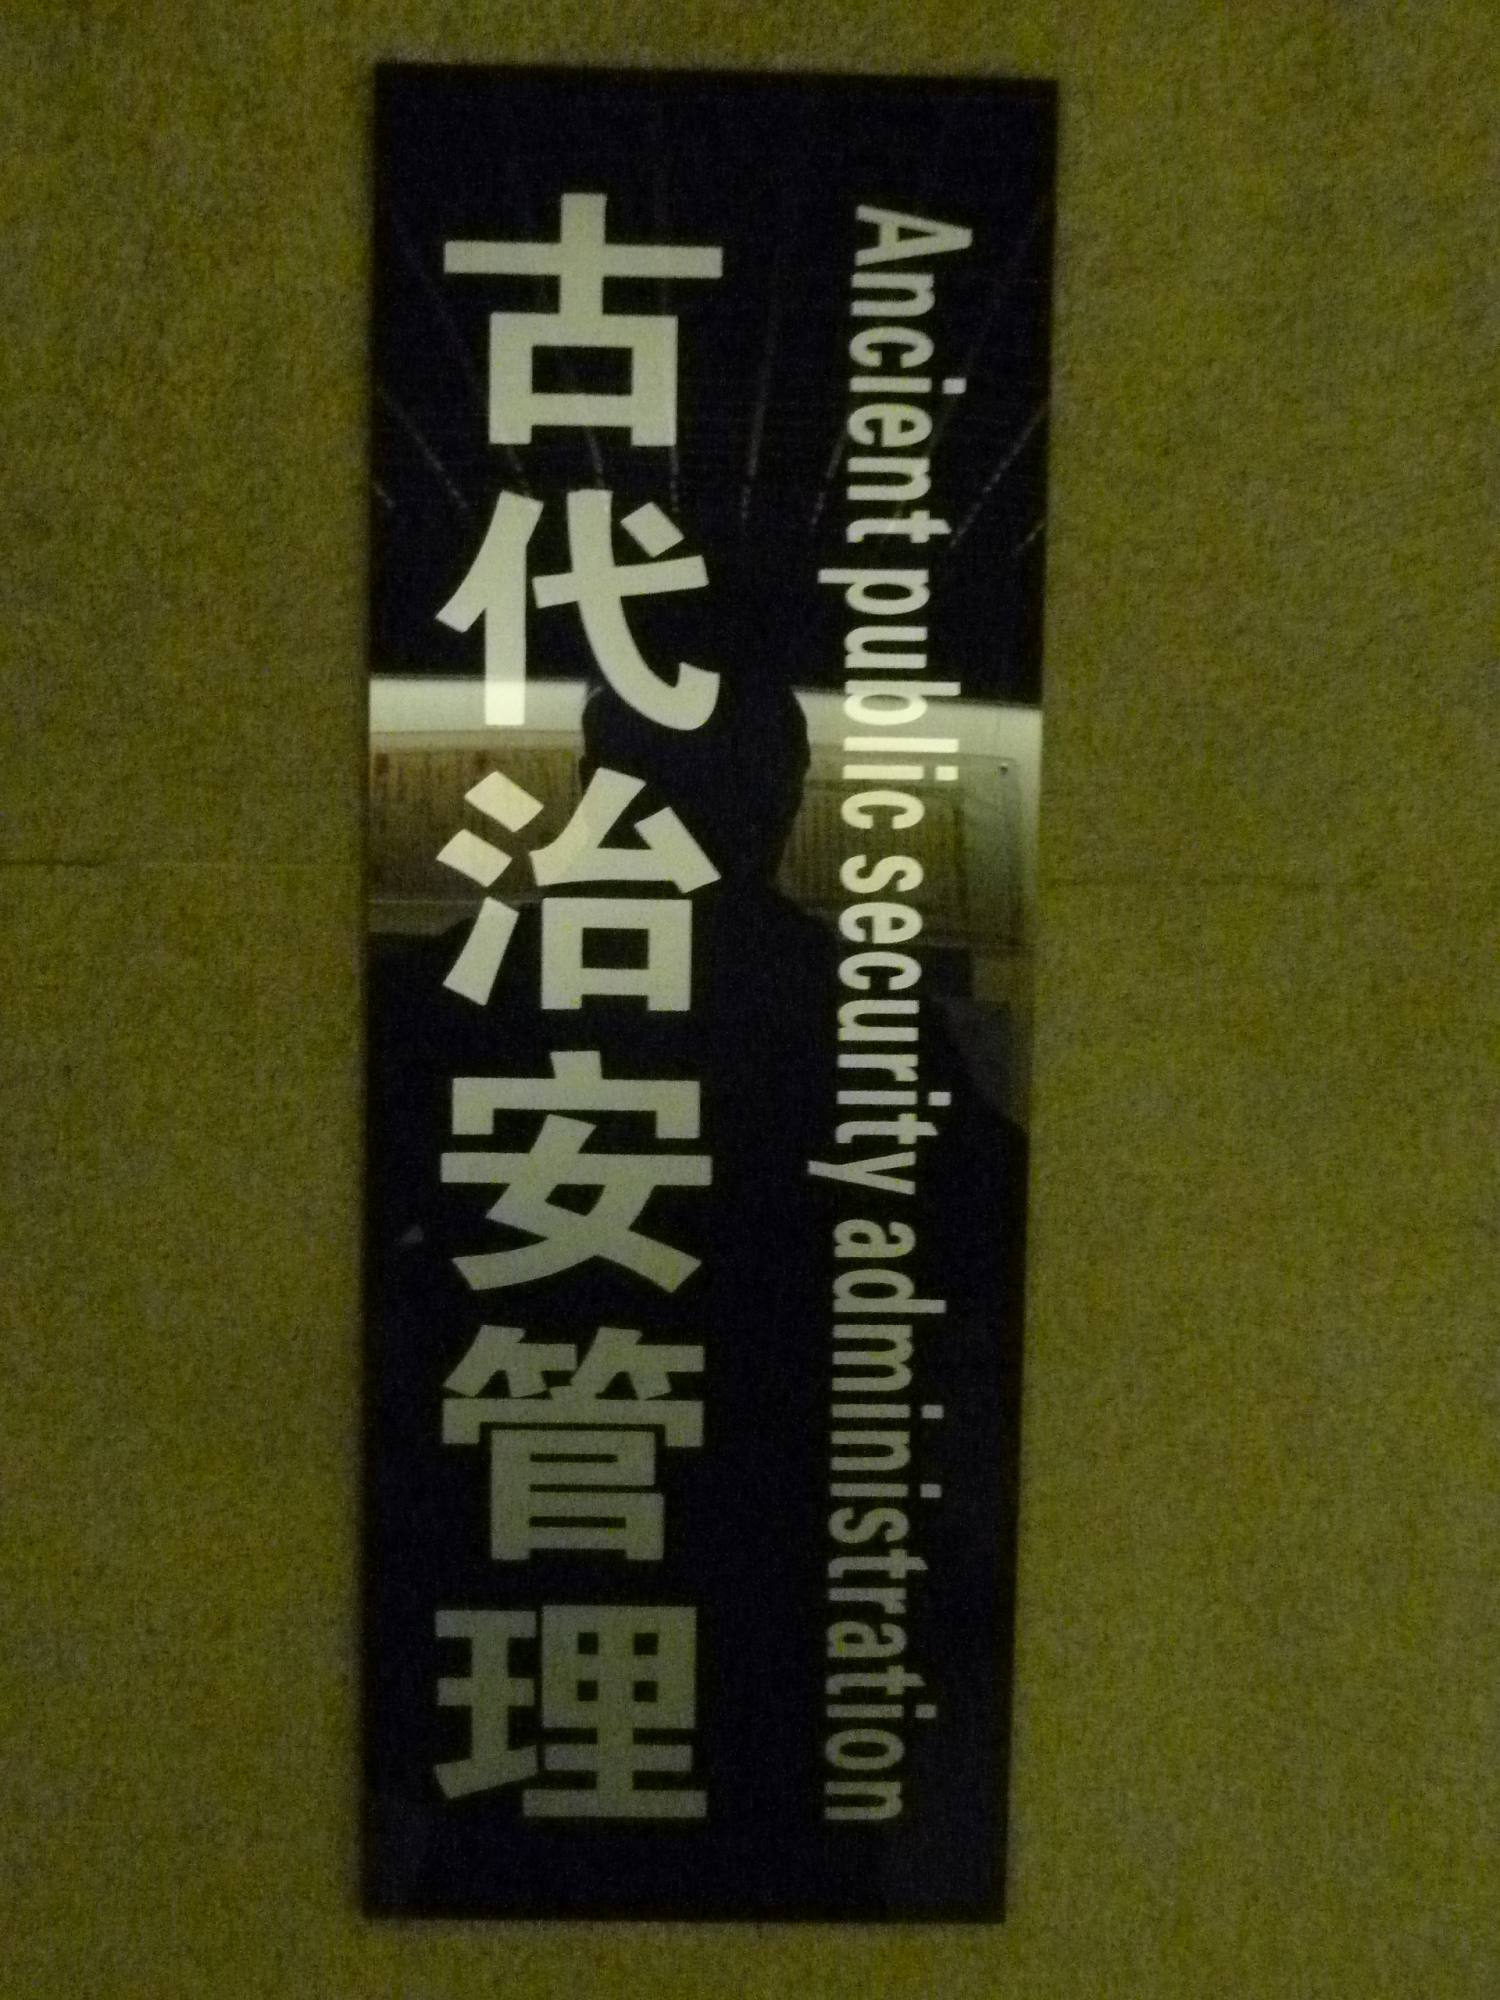 古代治安管理
Ancient public security administration